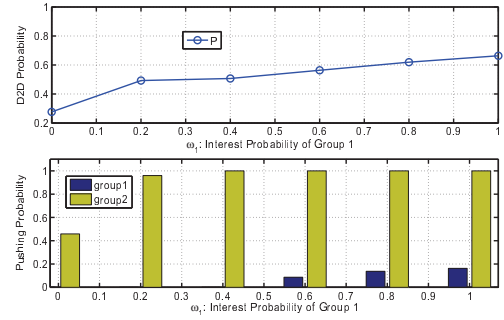 1
0.8
0.6
0.4
0.2
D2D Probability
P
0 0.1 0.2 0.3 0.4 0.5 0.6 0.7 0.8 0.9 1
ω1: Interest Probability of Group 1
1
0.8
0.6
0.4
0.2
0
Pushing Probability
group1
group2
0 0.1 0.2 0.3 0.4 0.5 0.6 0.7 0.8 0.9 1
ω1: Interest Probability of Group 1